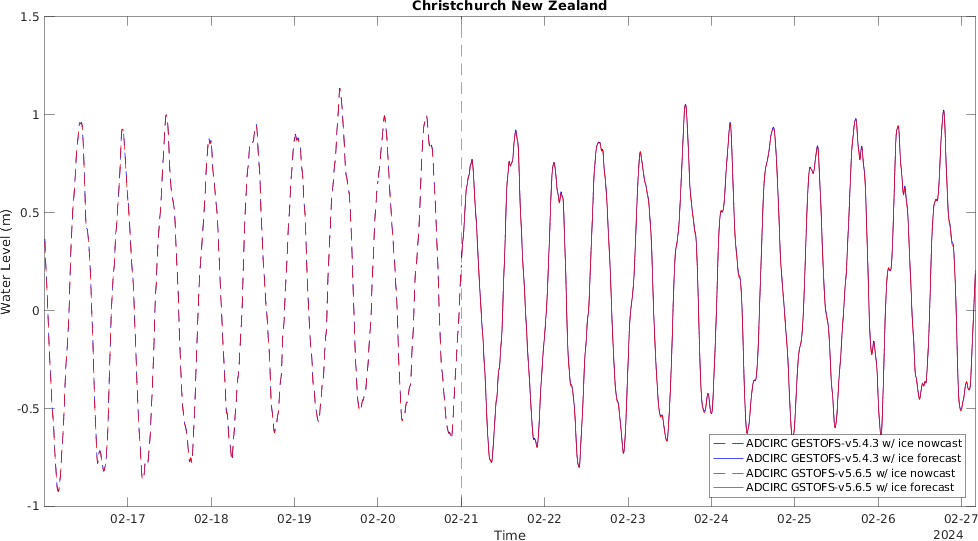 Christchurch New Zealand
1.5
1
0.5
0
-0.5
-1
Water Level (m)
02-17 02-18 02-19 02-20 02-21 02-22 02-23 02-24 02-25 02-26 02-27
Time
2024
ADCIRC GESTOFS-v5.4.3 w/ ice nowcast
ADCIRC GESTOFS-v5.4.3 w/ ice forecast
ADCIRC GSTOFS-v5.6.5 w/ ice nowcast
ADCIRC GSTOFS-v5.6.5 w/ ice forecast